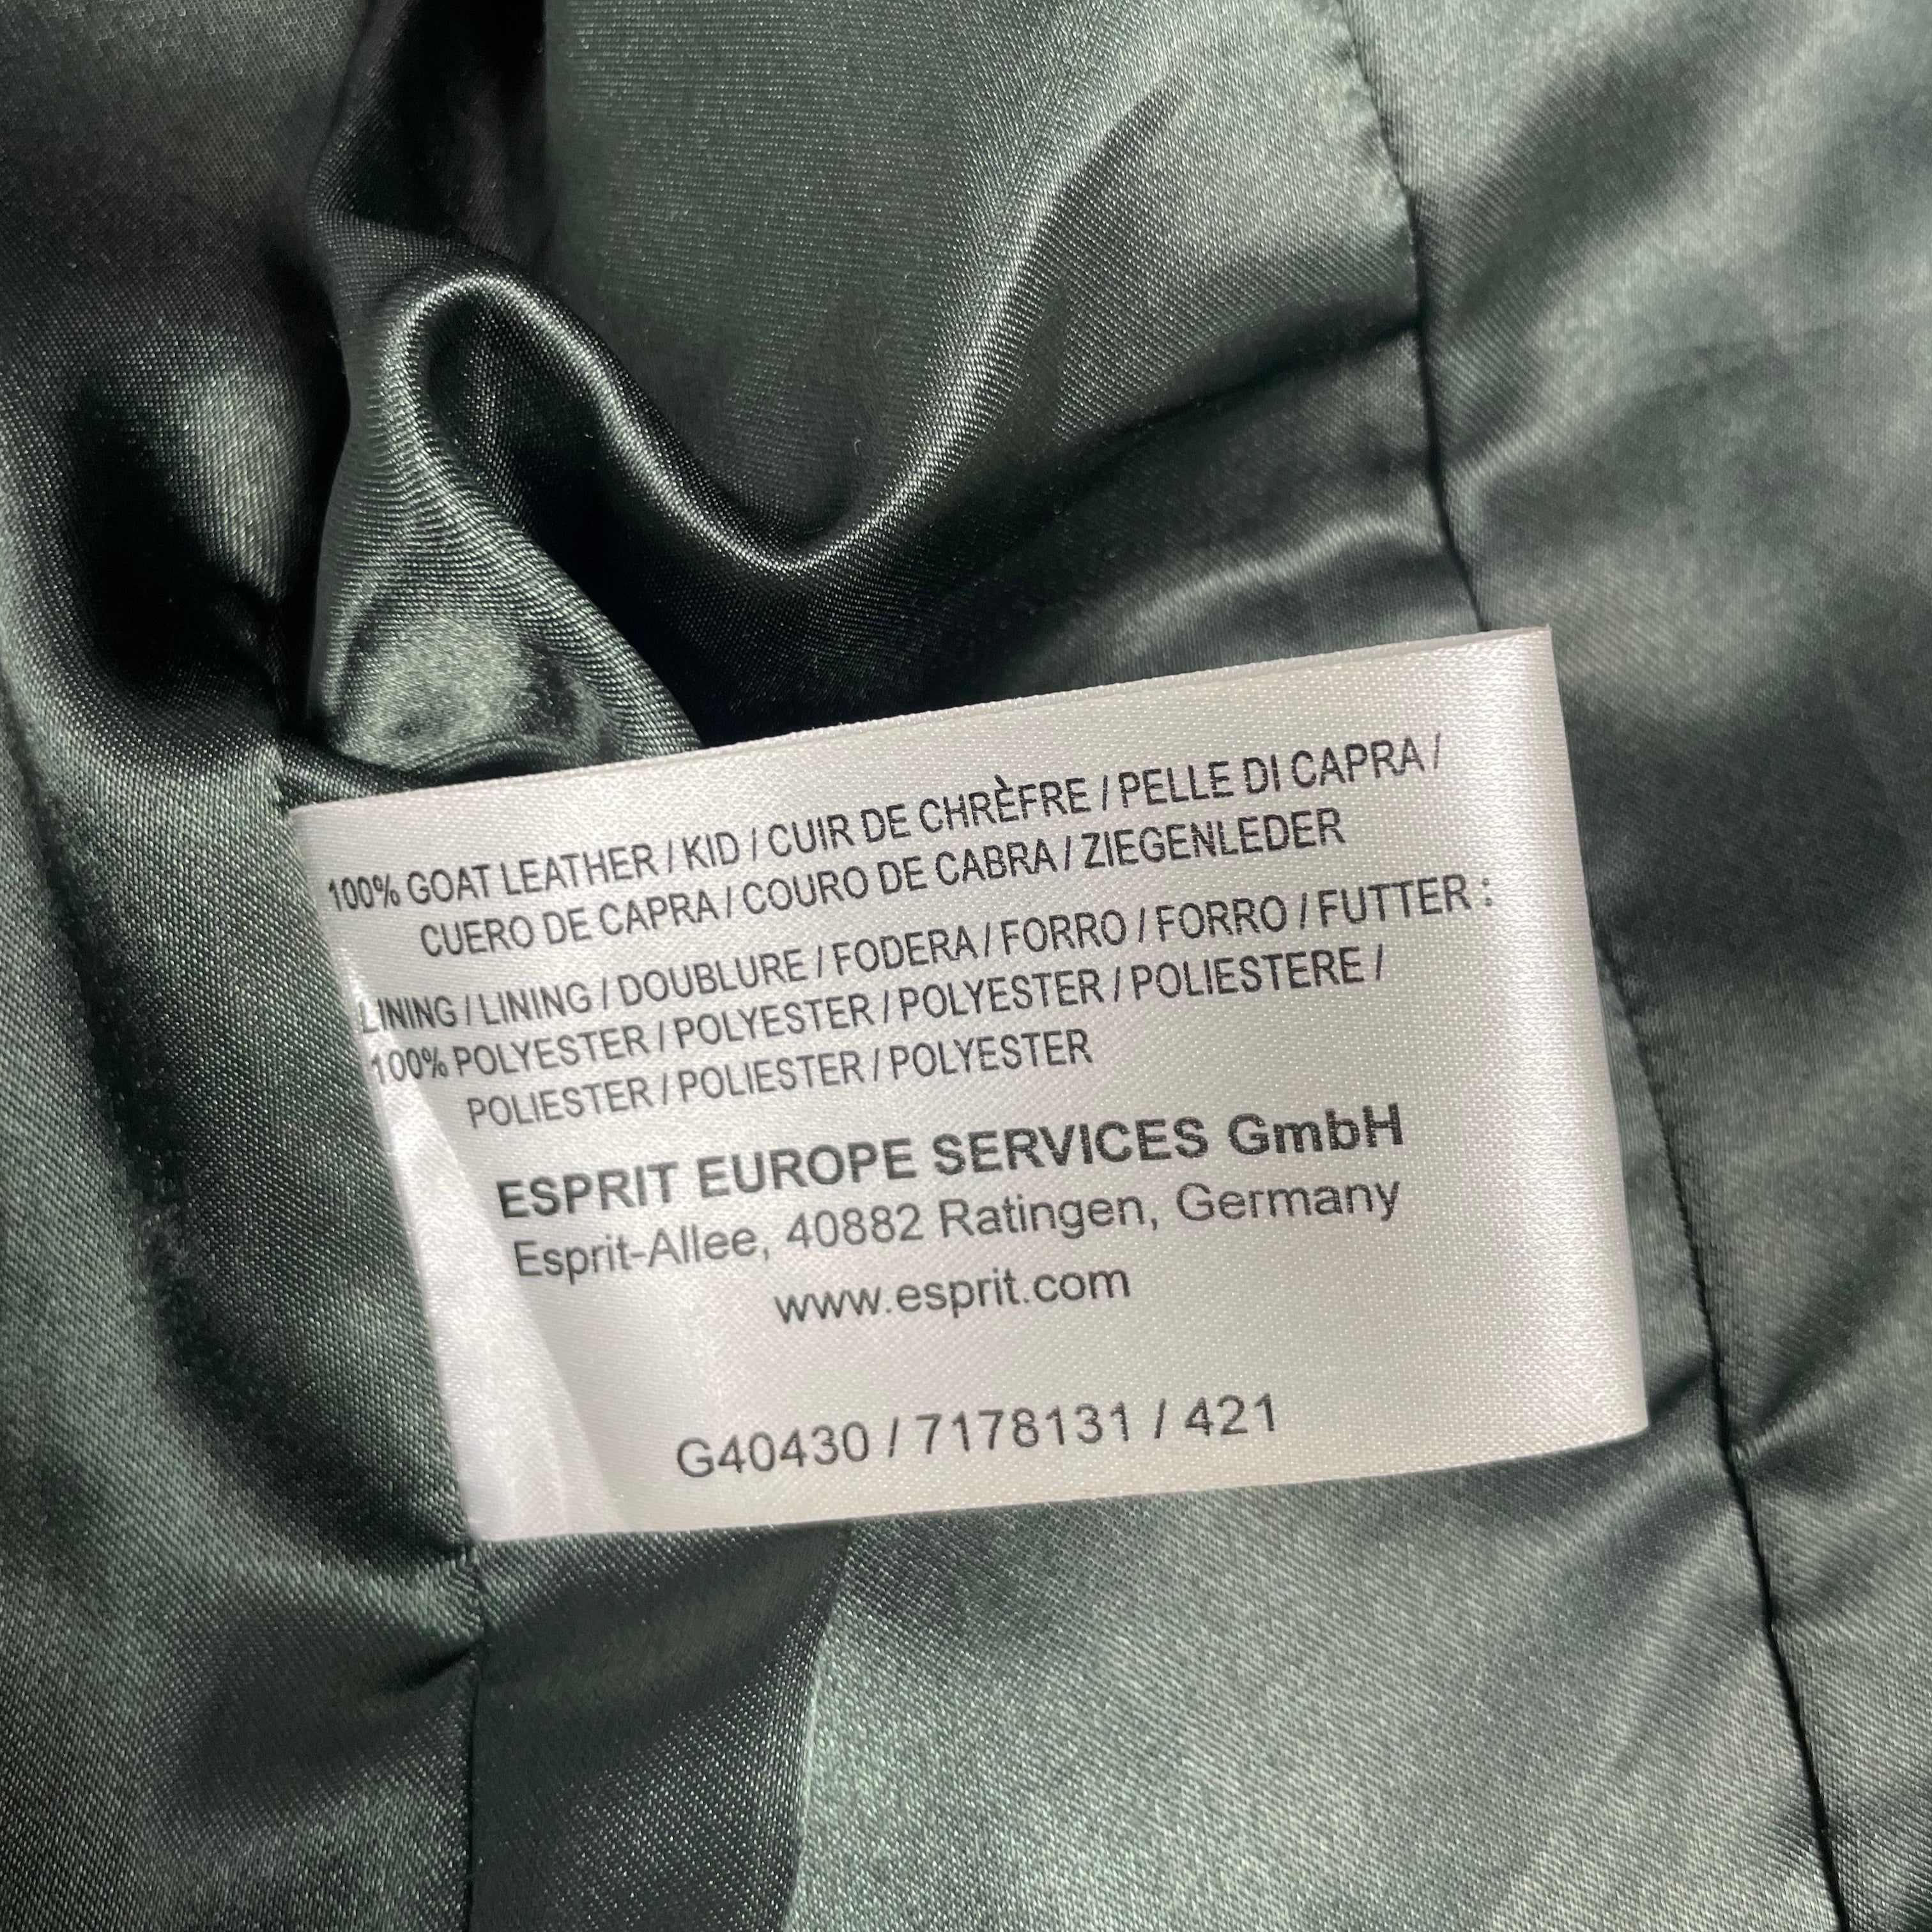 100% GOAT LEATHER / KID / CUIR DE CHRÈFRE / PELLE DI CAPRA /
CUERO DE CAPRA / COURO DE CABRA / ZIEGENLEDER
LINING / LINING / DOUBLURE / FODERA / FORRO / FORRO / FUTTER :
100% POLYESTER / POLYESTER / POLYESTER / POLIESTERE /
POLIESTER / POLIESTER / POLYESTER
ESPRIT EUROPE SERVICES GmbH
Esprit-Allee, 40882 Ratingen, Germany
www.esprit.com
G40430 / 7178131 / 421